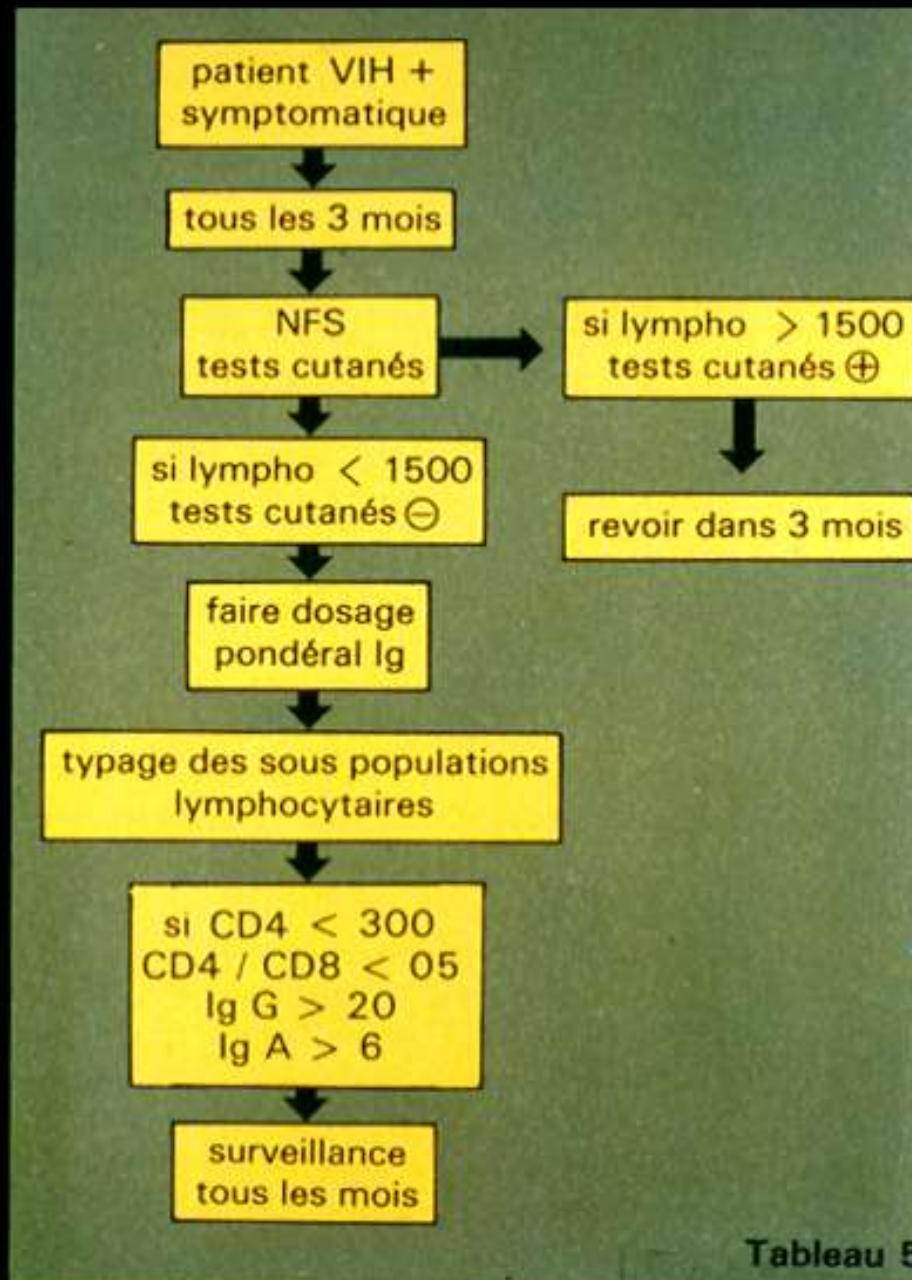 patient VIH +
symptomatique
tous les 3 mois
NFS
tests cutanés
si lympho > 1500
tests cutanés ⊕
revoir dans 3 mois
si lympho < 1500
tests cutanés ⊖
faire dosage
pondéral Ig
typage des sous populations
lymphocytaires
si CD4 < 300
CD4 / CD8 < 05
Ig G > 20
Ig A > 6
surveillance
tous les mois
Tableau 5